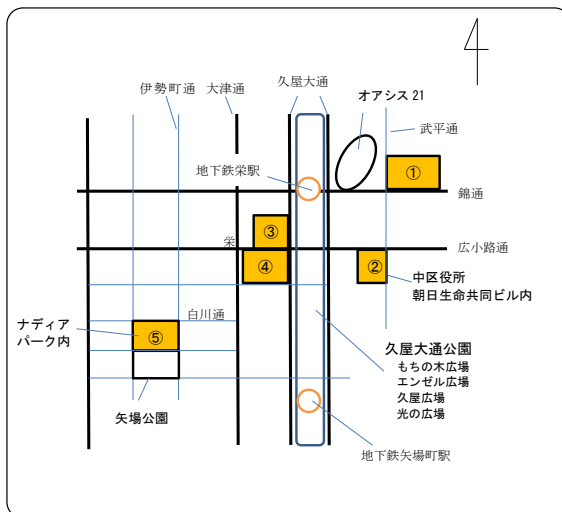 伊勢町通
大津通
久屋大通
オアシス 21
武平通
地下鉄栄駅
①
錦通
③
栄
広小路通
④
②
中区役所
朝日生命共同ビル内
白川通
ナディア
パーク内
⑤
久屋大通公園
もちの木広場
エンゼル広場
久屋広場
光の広場
矢場公園
地下鉄矢場町駅